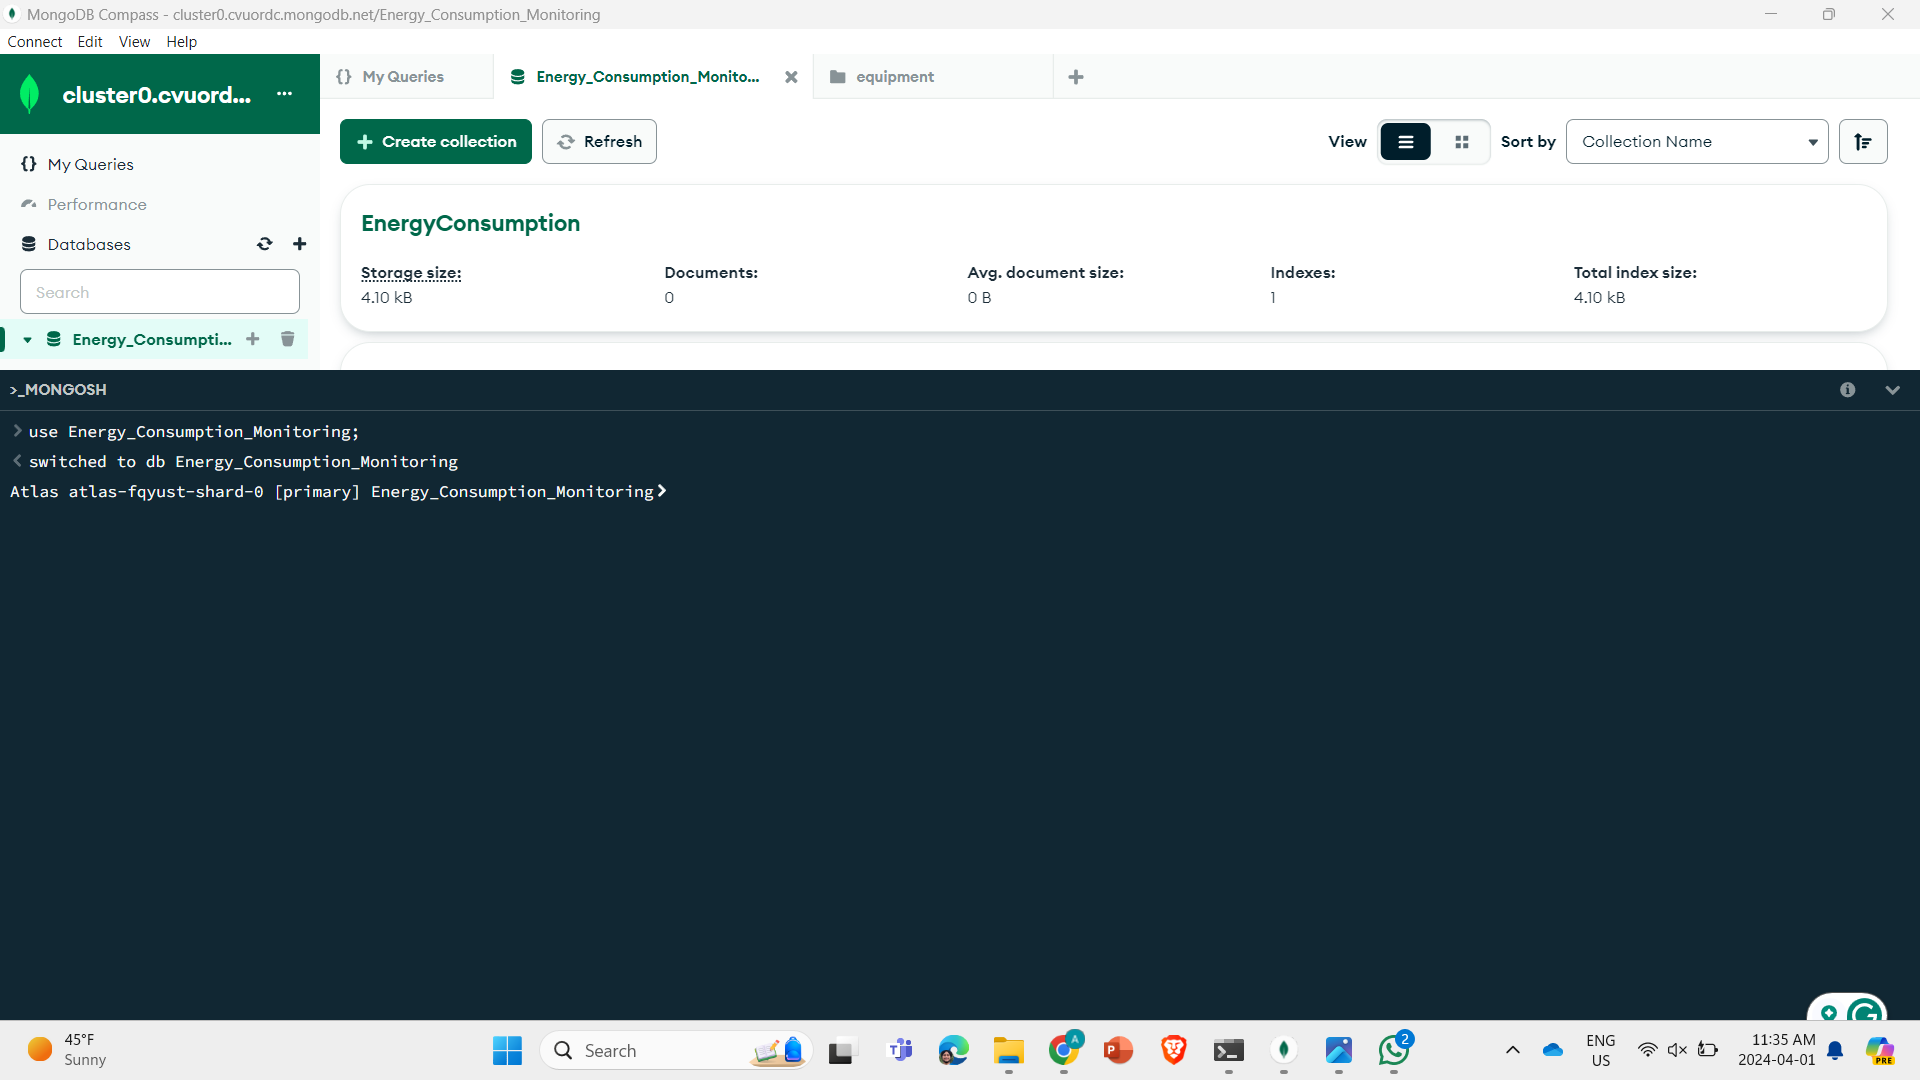 MongoDB Compass - cluster0.cvuordc.mongodb.net/Energy_Consumption_Monitoring
Connect Edit View Help
cluster0.cvuord... ...
{} My Queries
Energy_Consumption_Monito...
equipment
Create collection
Refresh
View
Sort by
Collection Name
My Queries
Performance
Databases
Search
Energy_Consumpti...
EnergyConsumption
Storage size: Documents: Avg. document size: Indexes: Total index size:
4.10 kB 0 0 B 1 4.10 kB
>_MONGOSH
> use Energy_Consumption_Monitoring;
< switched to db Energy_Consumption_Monitoring
Atlas atlas-fqyust-shard-0 [primary] Energy_Consumption_Monitoring>
45°F
Sunny
Search
A
2
ENG
US
11:35 AM
2024-04-01
PRE